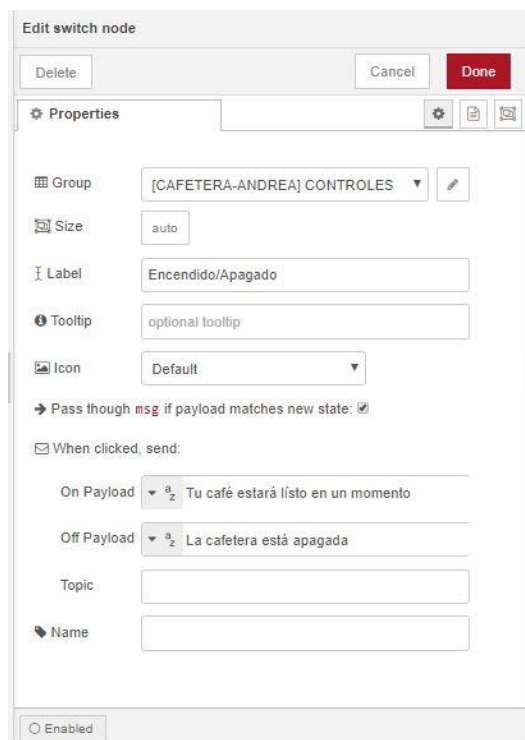 Edit switch node
Delete Cancel Done
Properties
Group [CAFETERA-ANDREA] CONTROLES
Size auto
Label Encendido/Apagado
Tooltip optional tooltip
Icon Default
Pass though msg if payload matches new state:
When clicked, send:
On Payload a z Tu café estará lísto en un momento
Off Payload a z La cafetera está apagada
Topic
Name
Enabled